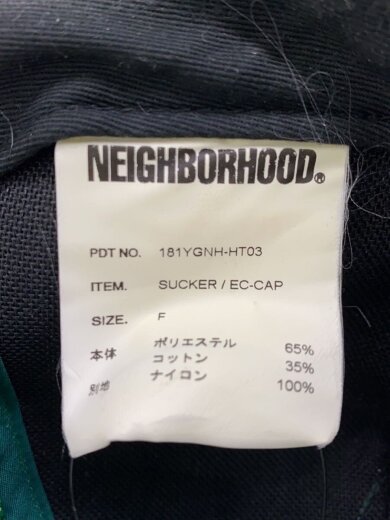 NEIGHBORHOOD®
PDT NO. 181YGNH-HT03
ITEM. SUCKER / EC-CAP
SIZE. F
本体 ポリエステル 65%
コットン 35%
別地 ナイロン 100%